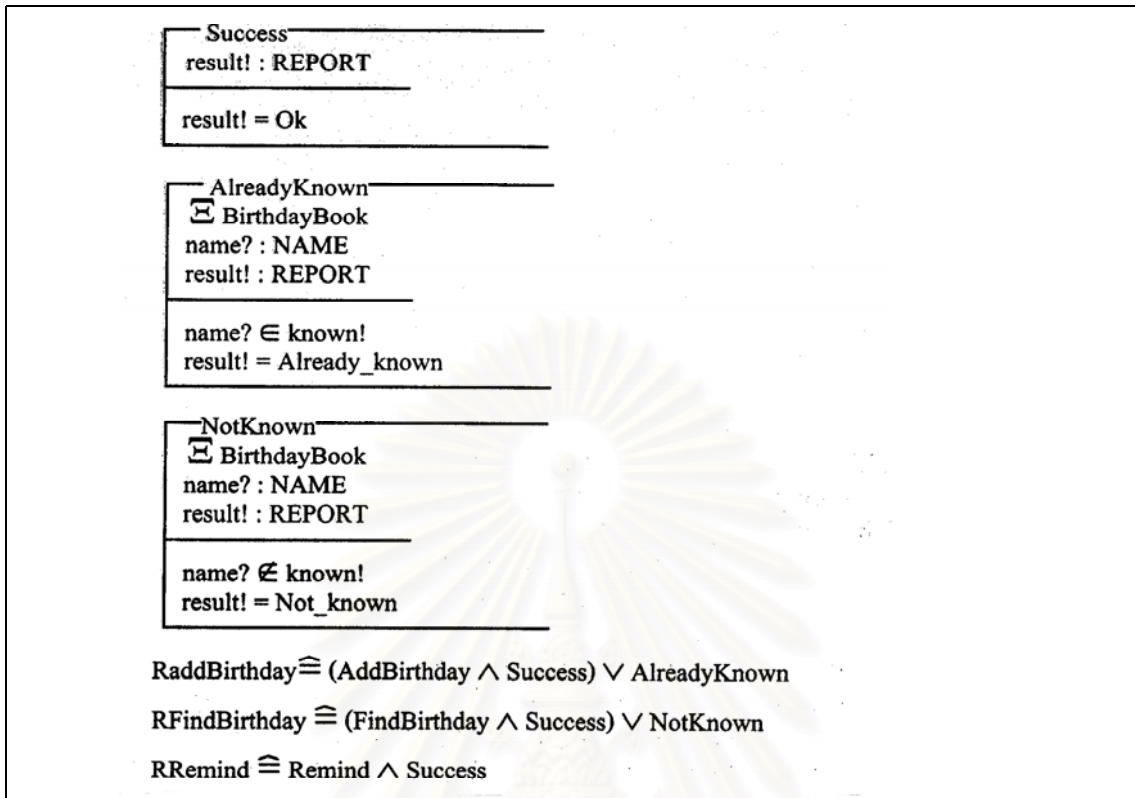 Success
result! : REPORT
result! = Ok
AlreadyKnown
Ξ BirthdayBook
name? : NAME
result! : REPORT
name? ∈ known!
result! = Already_known
NotKnown
Ξ BirthdayBook
name? : NAME
result! : REPORT
name? ∉ known!
result! = Not_known
RaddBirthday ≙ (AddBirthday ∧ Success) ∨ AlreadyKnown
RFindBirthday ≙ (FindBirthday ∧ Success) ∨ NotKnown
RRemind ≙ Remind ∧ Success